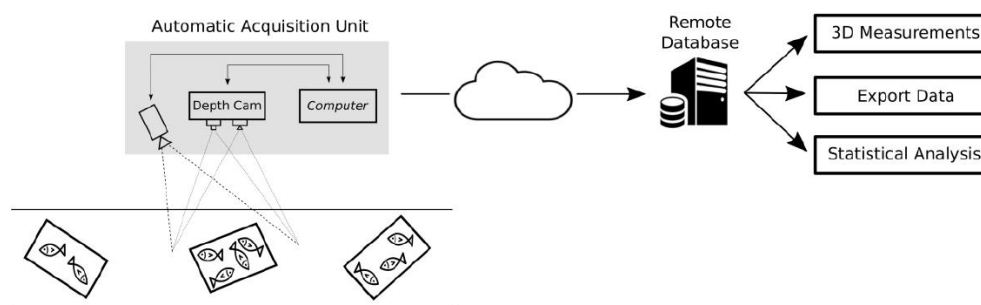 Automatic Acquisition Unit
Depth Cam
Computer
Remote
Database
3D Measurements
Export Data
Statistical Analysis